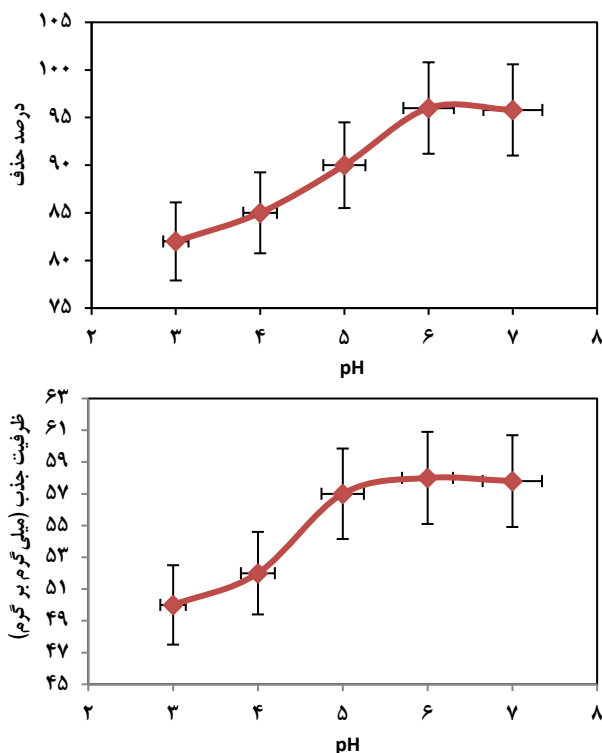 درصد حذف
۱۰۵
۱۰۰
۹۵
۹۰
۸۵
۸۰
۷۵
۲ ۳ ۴ ۵ ۶ ۷ ۸
pH
ظرفیت جذب (میلی گرم بر گرم)
۶۳
۶۱
۵۹
۵۷
۵۵
۵۳
۵۱
۴۹
۴۷
۴۵
۲ ۳ ۴ ۵ ۶ ۷ ۸
pH